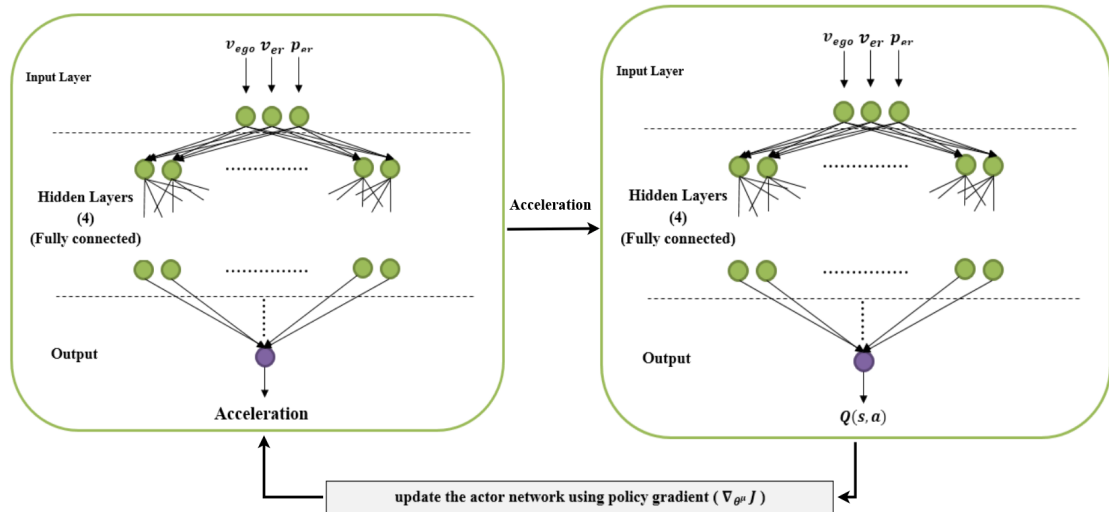 v_ego v_er p_er
Input Layer
Hidden Layers
(4)
(Fully connected)
Output
Acceleration
Acceleration
v_ego v_er p_er
Input Layer
Hidden Layers
(4)
(Fully connected)
Output
Q(s, a)
update the actor network using policy gradient ( ∇_θ^μ J )